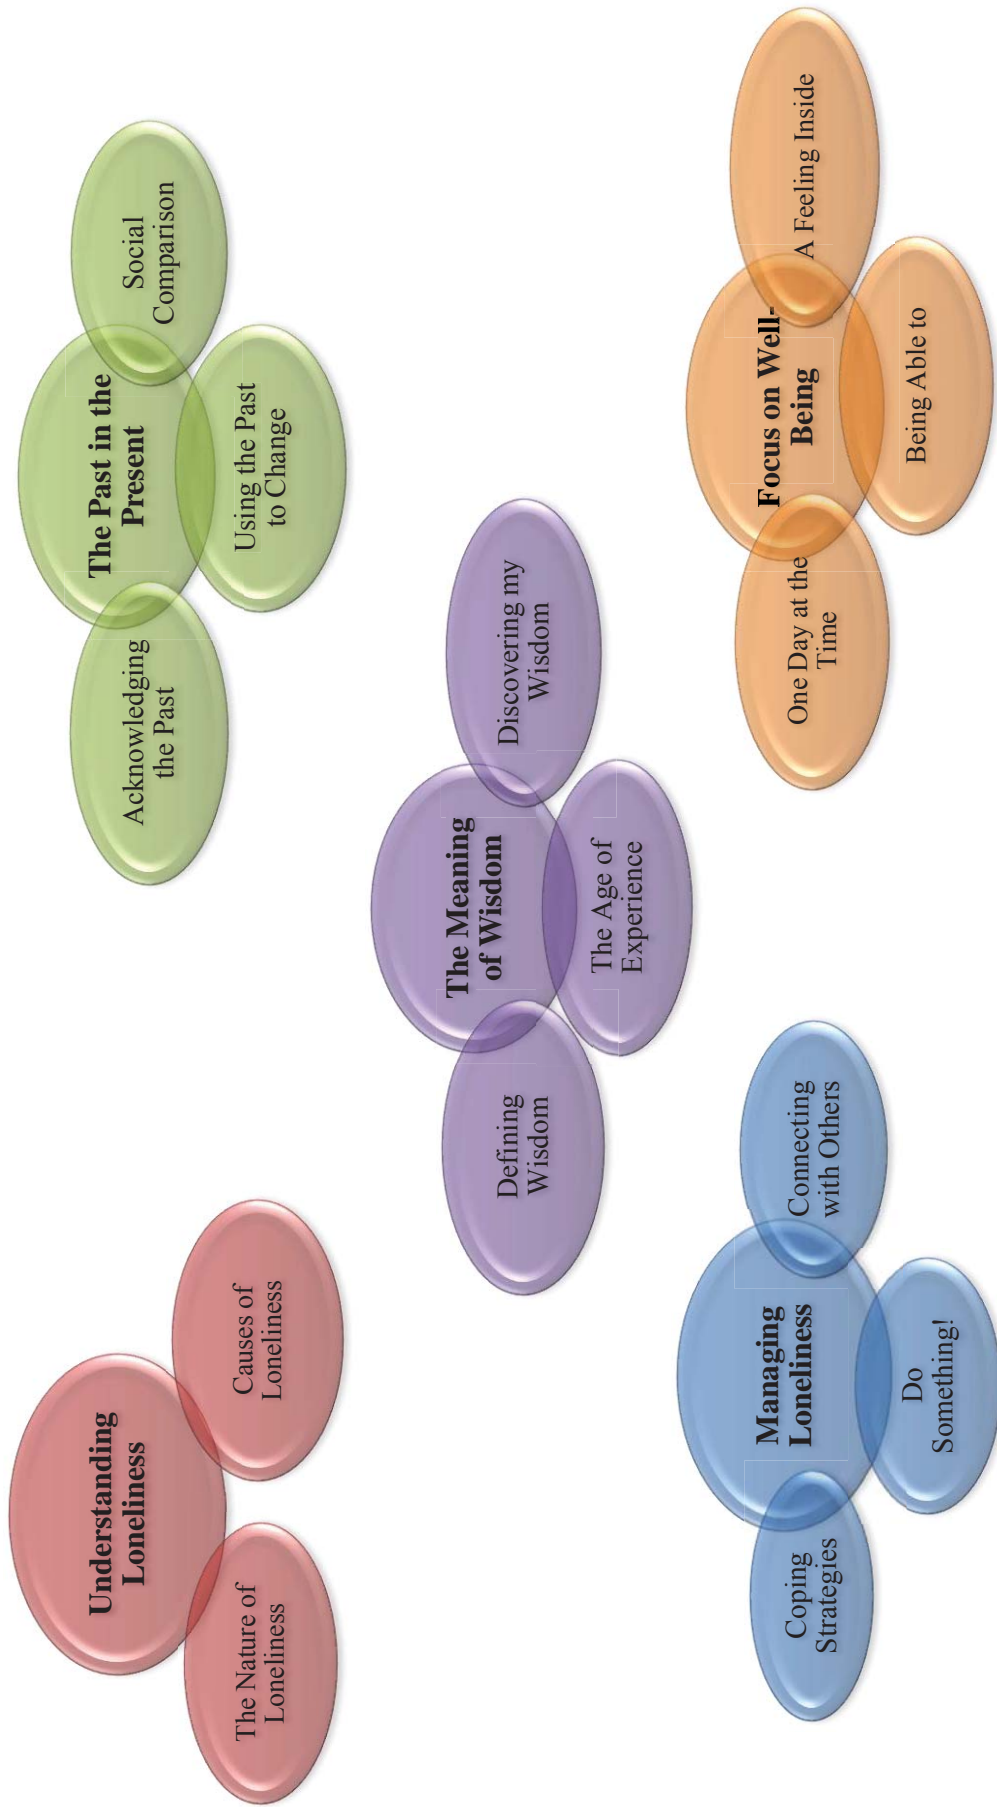 Understanding
Loneliness
The Nature of
Loneliness
Causes of
Loneliness
The Past in the
Present
Acknowledging
the Past
Using the Past
to Change
Social
Comparison
The Meaning
of Wisdom
Defining
Wisdom
The Age of
Experience
Discovering my
Wisdom
Managing
Loneliness
Coping
Strategies
Do
Something!
Connecting
with Others
Focus on Well-
Being
One Day at the
Time
Being Able to
A Feeling Inside